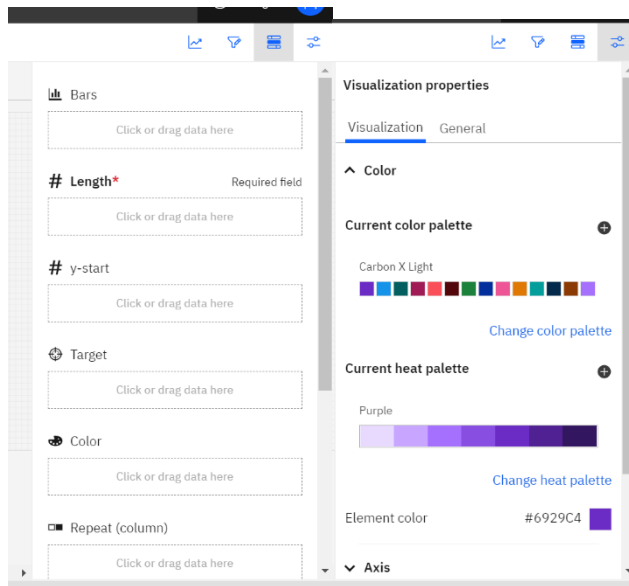 Bars
Click or drag data here
# Length*
Required field
Click or drag data here
# y-start
Click or drag data here
Target
Click or drag data here
Color
Click or drag data here
Repeat (column)
Click or drag data here
Visualization properties
Visualization
General
Color
Current color palette
Carbon X Light
Change color palette
Current heat palette
Purple
Change heat palette
Element color
#6929C4
Axis